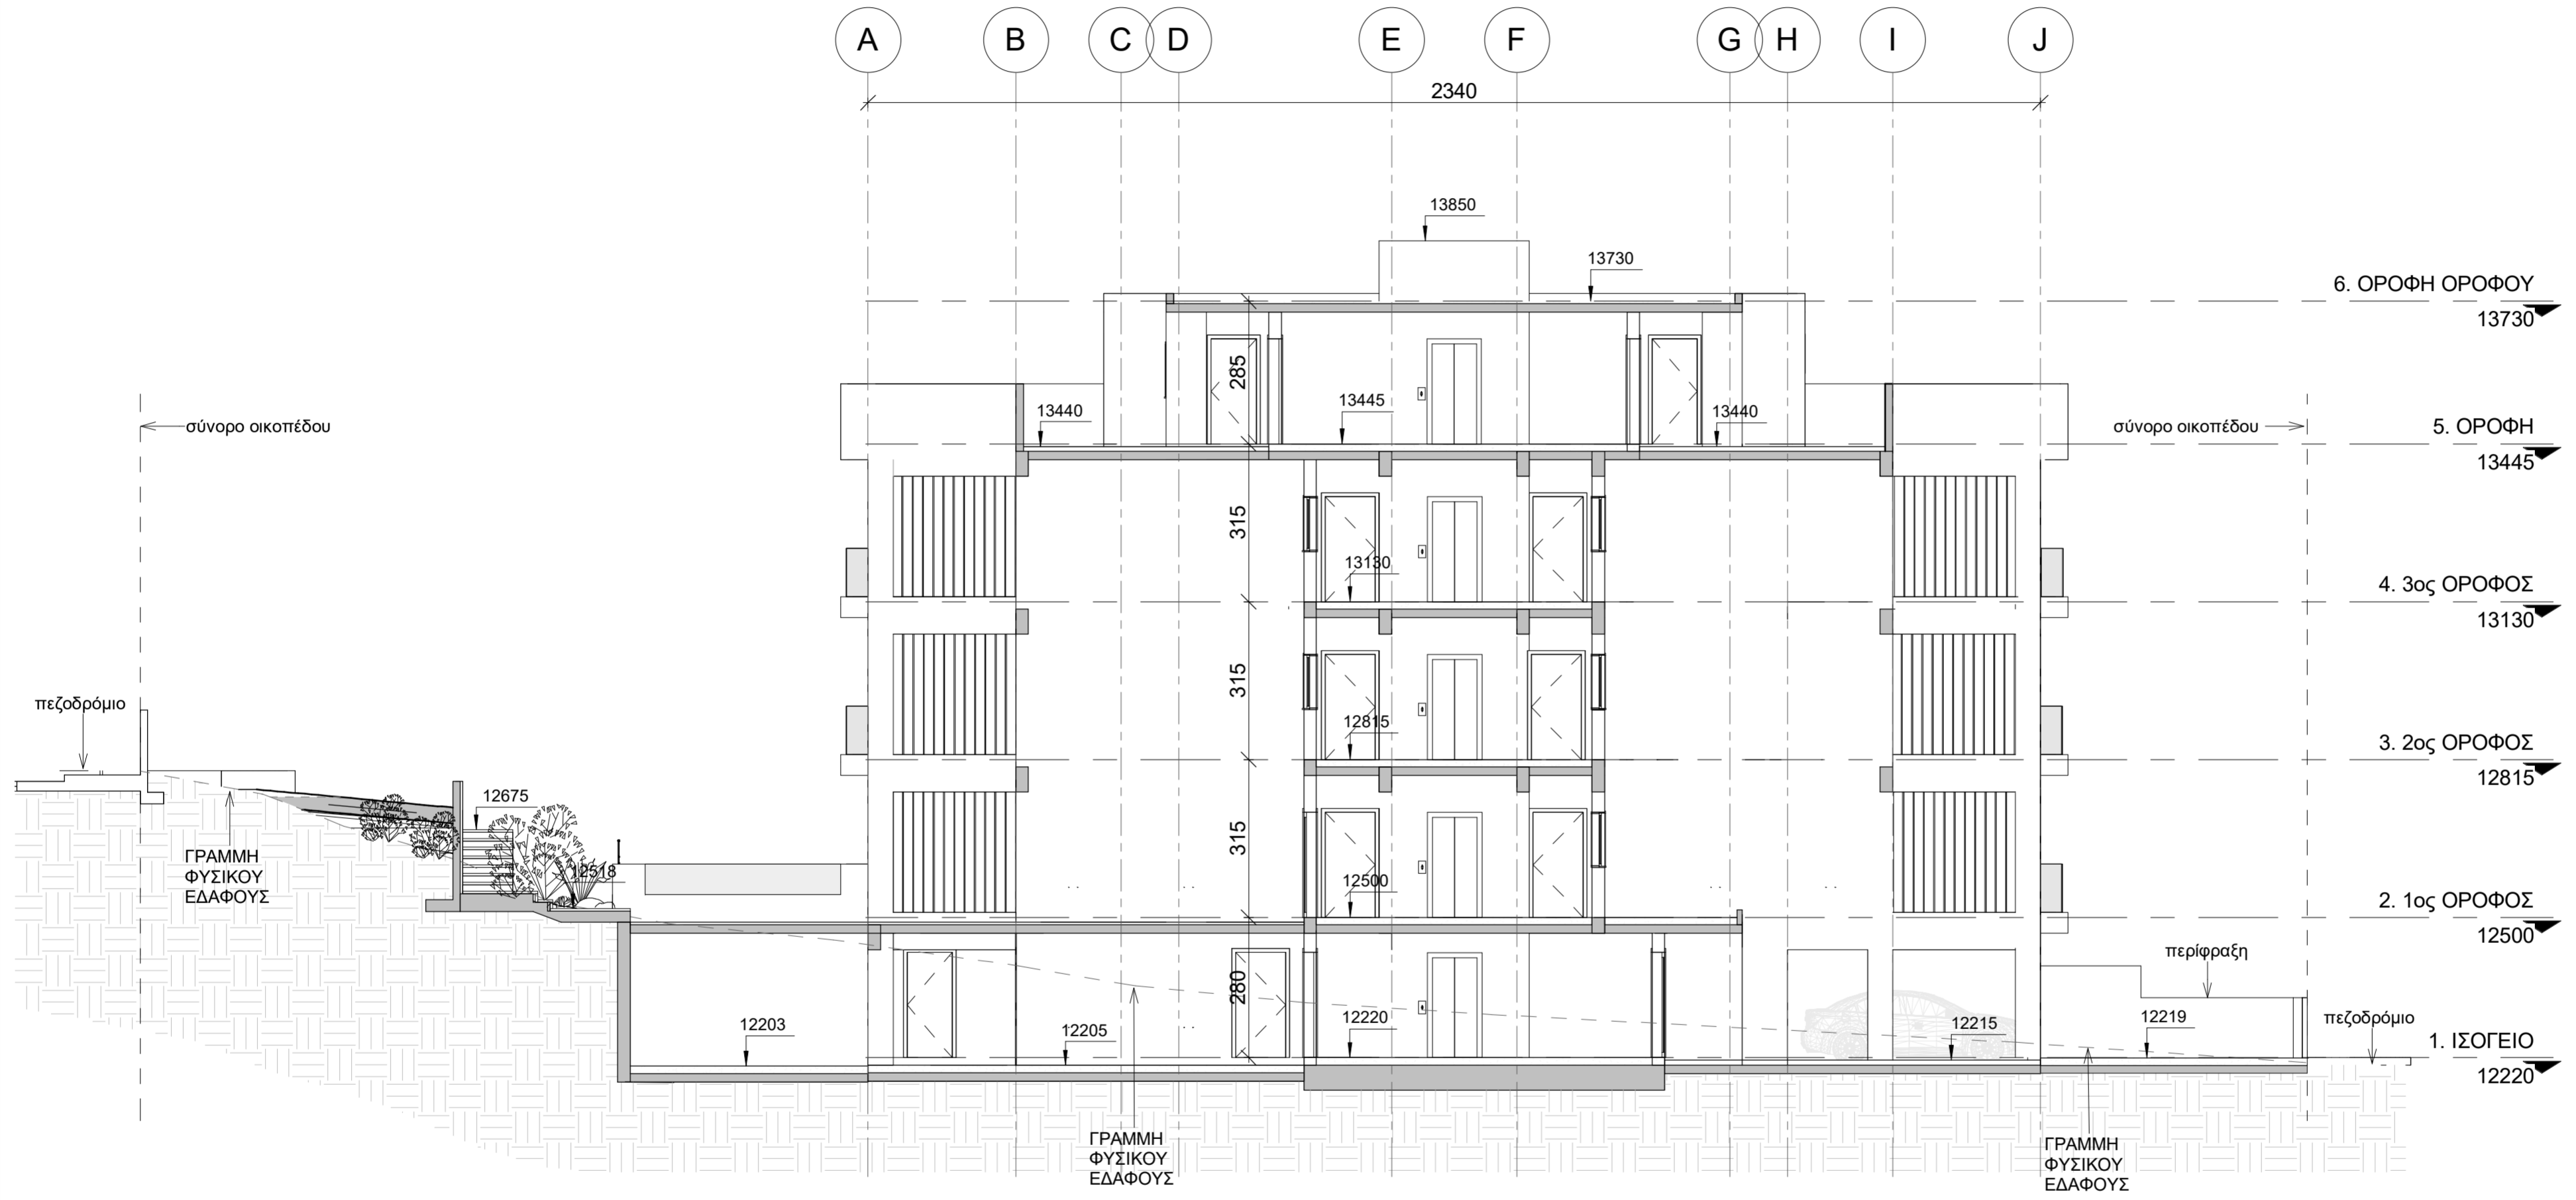 A B C D E F G H I J
2340
13850
13730
6. ΟΡΟΦΗ ΟΡΟΦΟΥ
13730
285
13440
13445
13440
σύνορο οικοπέδου
σύνορο οικοπέδου
5. ΟΡΟΦΗ
13445
315
13130
4. 3ος ΟΡΟΦΟΣ
13130
315
πεζοδρόμιο
12815
3. 2ος ΟΡΟΦΟΣ
12815
12675
315
ΓΡΑΜΜΗ
ΦΥΣΙΚΟΥ
ΕΔΑΦΟΥΣ
12518
12500
2. 1ος ΟΡΟΦΟΣ
12500
περίφραξη
280
12203
12205
12220
12215
12219
πεζοδρόμιο
1. ΙΣΟΓΕΙΟ
12220
ΓΡΑΜΜΗ
ΦΥΣΙΚΟΥ
ΕΔΑΦΟΥΣ
ΓΡΑΜΜΗ
ΦΥΣΙΚΟΥ
ΕΔΑΦΟΥΣ